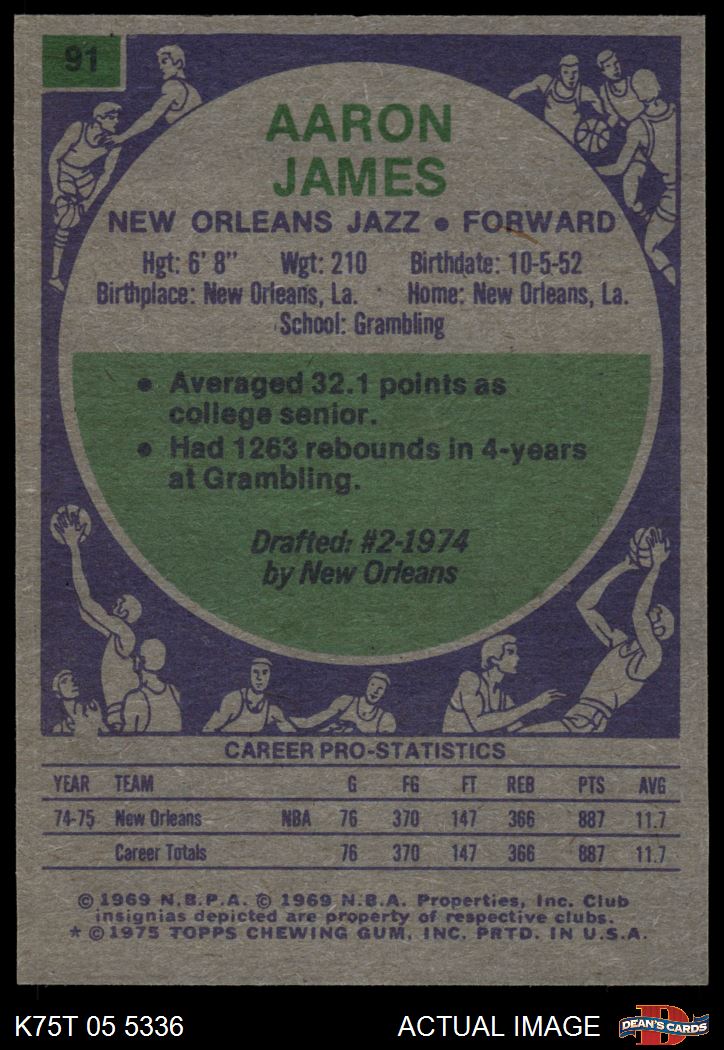 91
AARON
JAMES
NEW ORLEANS JAZZ • FORWARD
Hgt: 6' 8" Wgt: 210 Birthdate: 10-5-52
Birthplace: New Orleans, La. Home: New Orleans, La.
School: Grambling
• Averaged 32.1 points as
college senior.
• Had 1263 rebounds in 4-years
at Grambling.
Drafted: #2-1974
by New Orleans
CAREER PRO-STATISTICS
YEAR TEAM G FG FT REB PTS AVG
74-75 New Orleans NBA 76 370 147 366 887 11.7
Career Totals 76 370 147 366 887 11.7
© 1969 N.B.P.A. © 1969 N.B.A. Properties, Inc. Club
insignias depicted are property of respective clubs.
* © 1975 TOPPS CHEWING GUM, INC. PRTD. IN U.S.A.
K75T 05 5336 ACTUAL IMAGE D DEAN'S CARDS